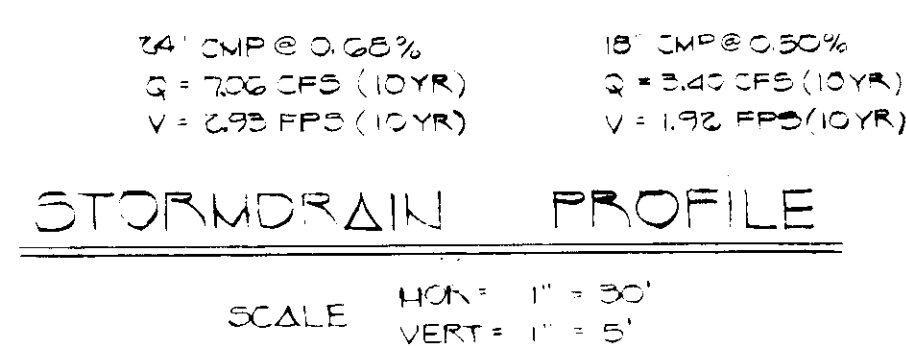 24" CMP @ 0.68% 18" CMP @ 0.50%
Q = 7.06 CFS (10YR) Q = 3.40 CFS (10YR)
V = 2.93 FPS (10YR) V = 1.92 FPS (10YR)
STORMDRAIN PROFILE
SCALE HOR = 1" = 30'
VERT = 1" = 5'